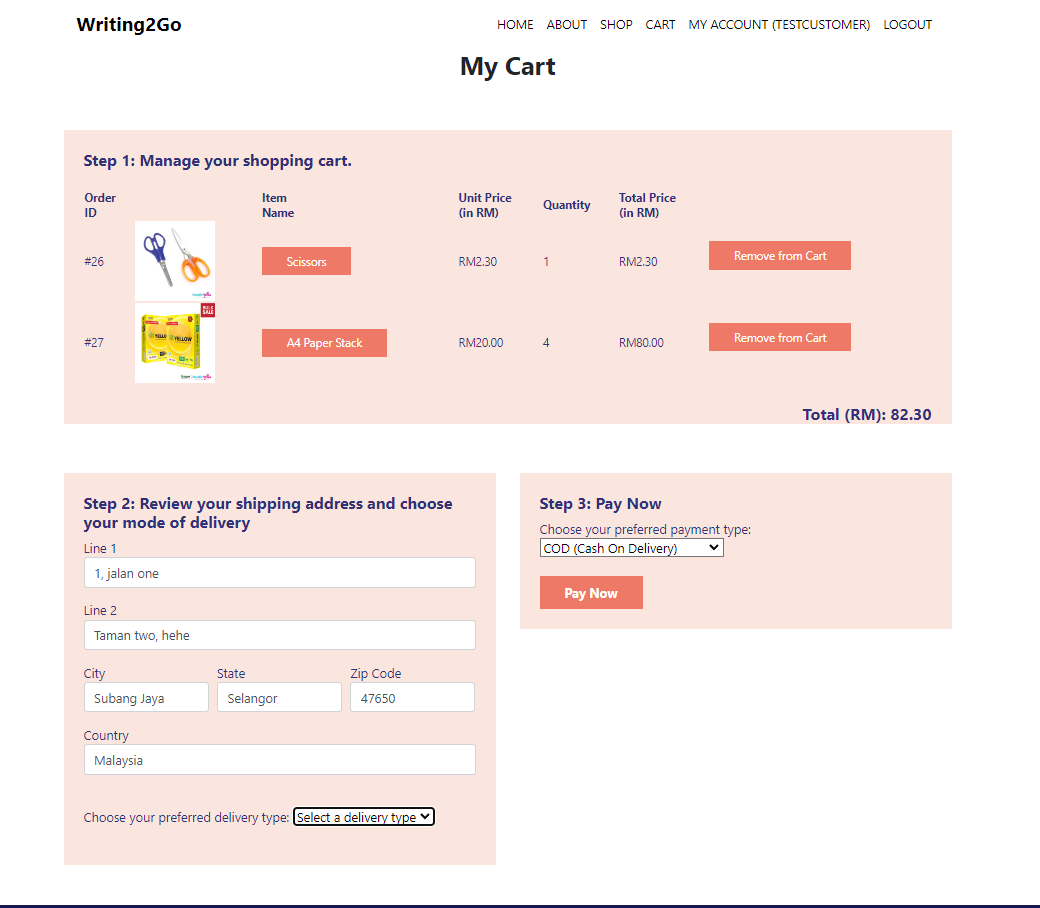 Writing2Go
HOME ABOUT SHOP CART MY ACCOUNT (TESTCUSTOMER) LOGOUT
My Cart
Step 1: Manage your shopping cart.
Order ID
Item Name
Unit Price (in RM)
Quantity
Total Price (in RM)
#26
Scissors
RM2.30
1
RM2.30
Remove from Cart
#27
SALE
YELLOW
A4 Paper Stack
RM20.00
4
RM80.00
Remove from Cart
Total (RM): 82.30
Step 2: Review your shipping address and choose
your mode of delivery
Line 1
1, jalan one
Line 2
Taman two, hehe
City State Zip Code
Subang Jaya Selangor 47650
Country
Malaysia
Choose your preferred delivery type: Select a delivery type
Step 3: Pay Now
Choose your preferred payment type:
COD (Cash On Delivery)
Pay Now